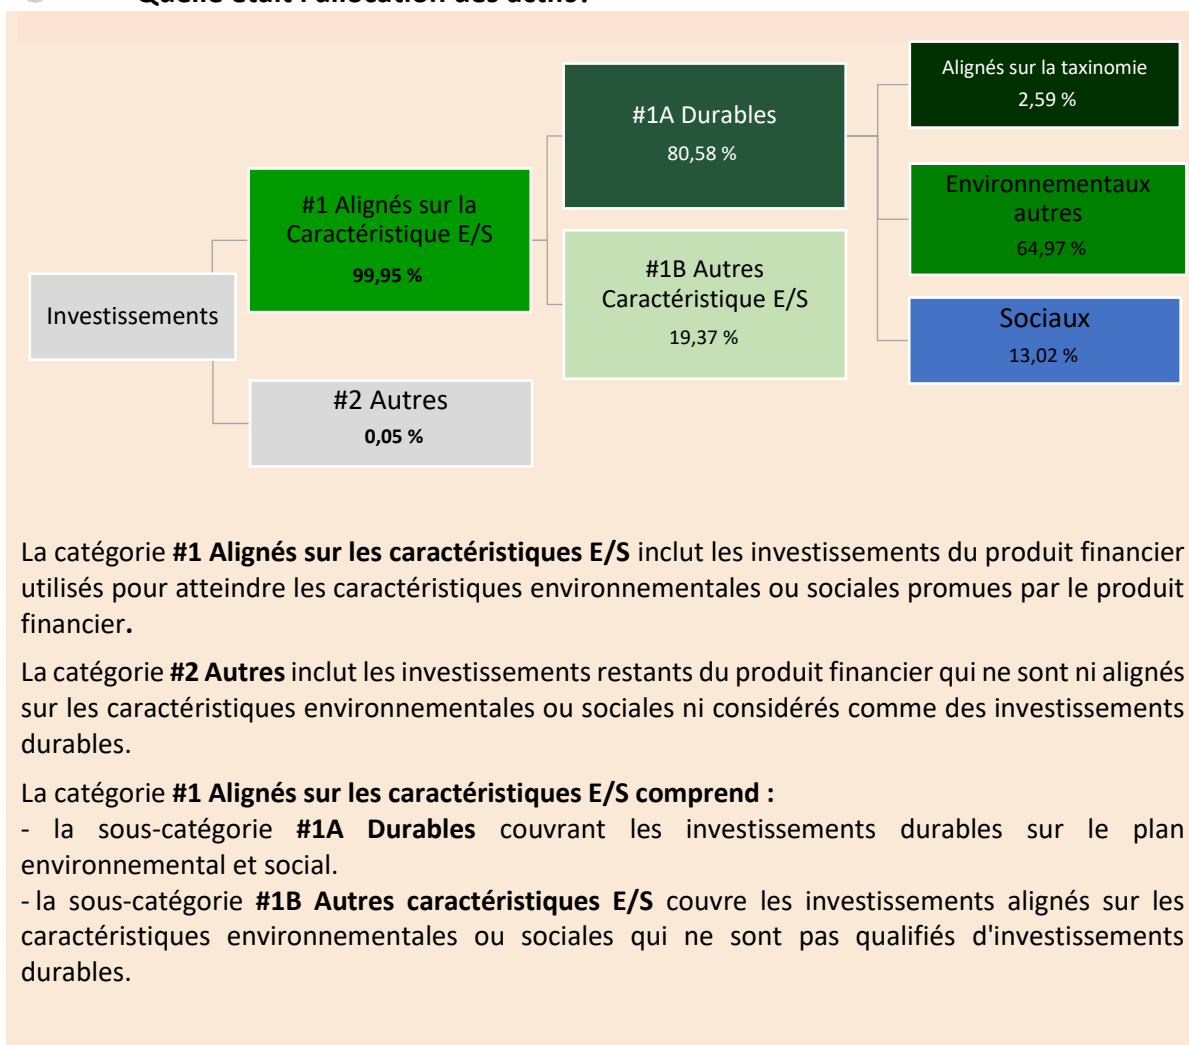 Quelle était l'allocation des actifs?
Investissements
#1 Alignés sur la
Caractéristique E/S
99,95 %
#2 Autres
0,05 %
#1A Durables
80,58 %
#1B Autres
Caractéristique E/S
19,37 %
Alignés sur la taxinomie
2,59 %
Environnementaux
autres
64,97 %
Sociaux
13,02 %
La catégorie #1 Alignés sur les caractéristiques E/S inclut les investissements du produit financier
utilisés pour atteindre les caractéristiques environnementales ou sociales promues par le produit
financier.
La catégorie #2 Autres inclut les investissements restants du produit financier qui ne sont ni alignés
sur les caractéristiques environnementales ou sociales ni considérés comme des investissements
durables.
La catégorie #1 Alignés sur les caractéristiques E/S comprend :
- la sous-catégorie #1A Durables couvrant les investissements durables sur le plan
environnemental et social.
- la sous-catégorie #1B Autres caractéristiques E/S couvre les investissements alignés sur les
caractéristiques environnementales ou sociales qui ne sont pas qualifiés d'investissements
durables.